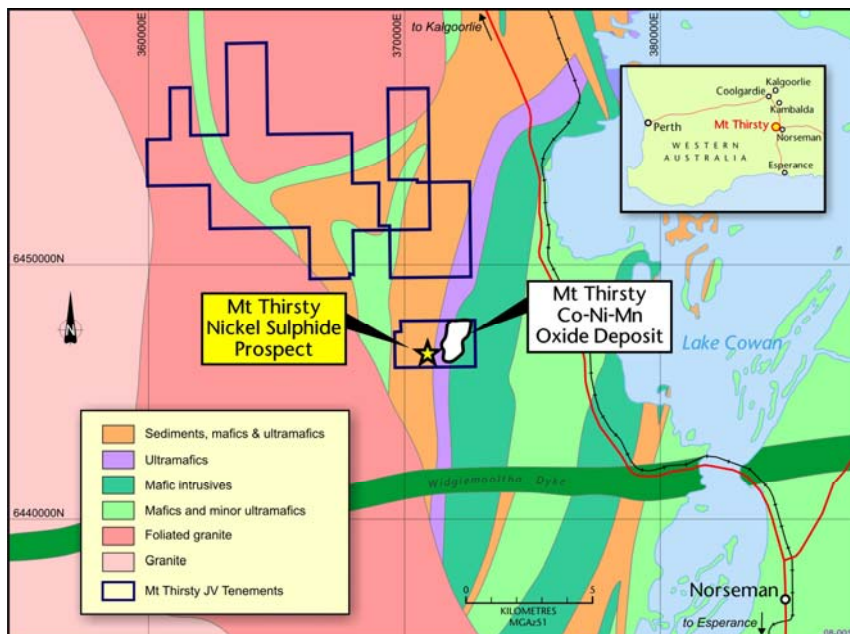 360000E
370000E
380000E
to Kalgoorlie
Kalgoorlie
Coolgardie
Kambalda
Perth
Mt Thirsty
Norseman
WESTERN
AUSTRALIA
Esperance
6450000N
Mt Thirsty
Nickel Sulphide
Prospect
Mt Thirsty
Co-Ni-Mn
Oxide Deposit
N
Lake Cowan
Sediments, mafics & ultramafics
Ultramafics
Mafic intrusives
Mafics and minor ultramafics
Foliated granite
Granite
Mt Thirsty JV Tenements
Widgiemooltha Dyke
6440000N
0
5
KILOMETRES
MGAz51
Norseman
to Esperance